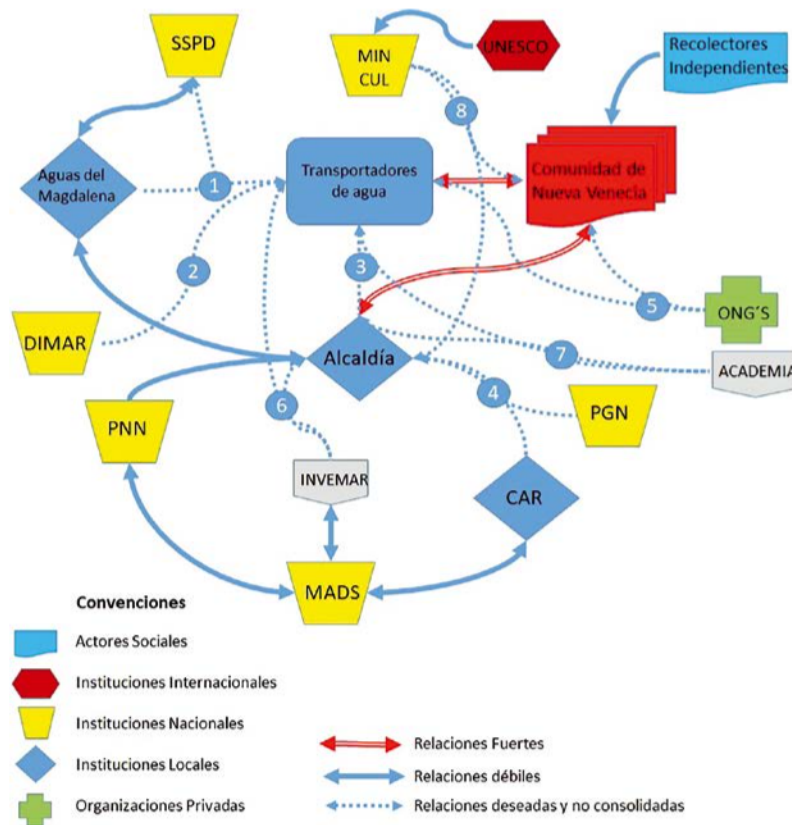 SSPD
MIN
CUL
UNESCO
Recolectores
Independientes
8
Aguas del
Magdalena
1
Transportadores
de agua
Comunidad de
Nueva Venecia
2
3
5
ONG´S
DIMAR
Alcaldía
7
ACADEMIA
4
6
PNN
PGN
INVEMAR
CAR
MADS
Convenciones
Actores Sociales
Instituciones Internacionales
Instituciones Nacionales
Instituciones Locales
Organizaciones Privadas
Relaciones Fuertes
Relaciones débiles
Relaciones deseadas y no consolidadas